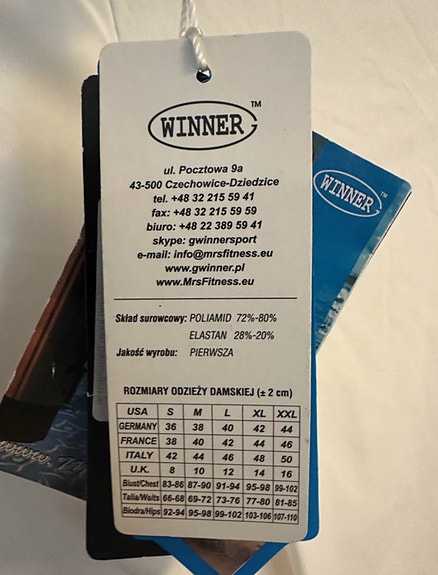 WINNER™
ul. Pocztowa 9a
43-500 Czechowice-Dziedzice
tel. +48 32 215 59 41
fax: +48 32 215 59 59
biuro: +48 22 389 59 41
skype: gwinnersport
e-mail: info@mrsfitness.eu
www.gwinner.pl
www.MrsFitness.eu
Skład surowcowy: POLIAMID 72%-80%
ELASTAN 28%-20%
Jakość wyrobu: PIERWSZA
ROZMIARY ODZIEŻY DAMSKIEJ (± 2 cm)
USA S M L XL XXL
GERMANY 36 38 40 42 44
FRANCE 38 40 42 44 46
ITALY 42 44 46 48 50
U.K. 8 10 12 14 16
Biust/Chest 83-86 87-90 91-94 95-98 99-102
Talia/Waits 66-68 69-72 73-76 77-80 81-85
Biodra/Hips 92-94 95-98 99-102 103-106 107-110
WINNER™
www.